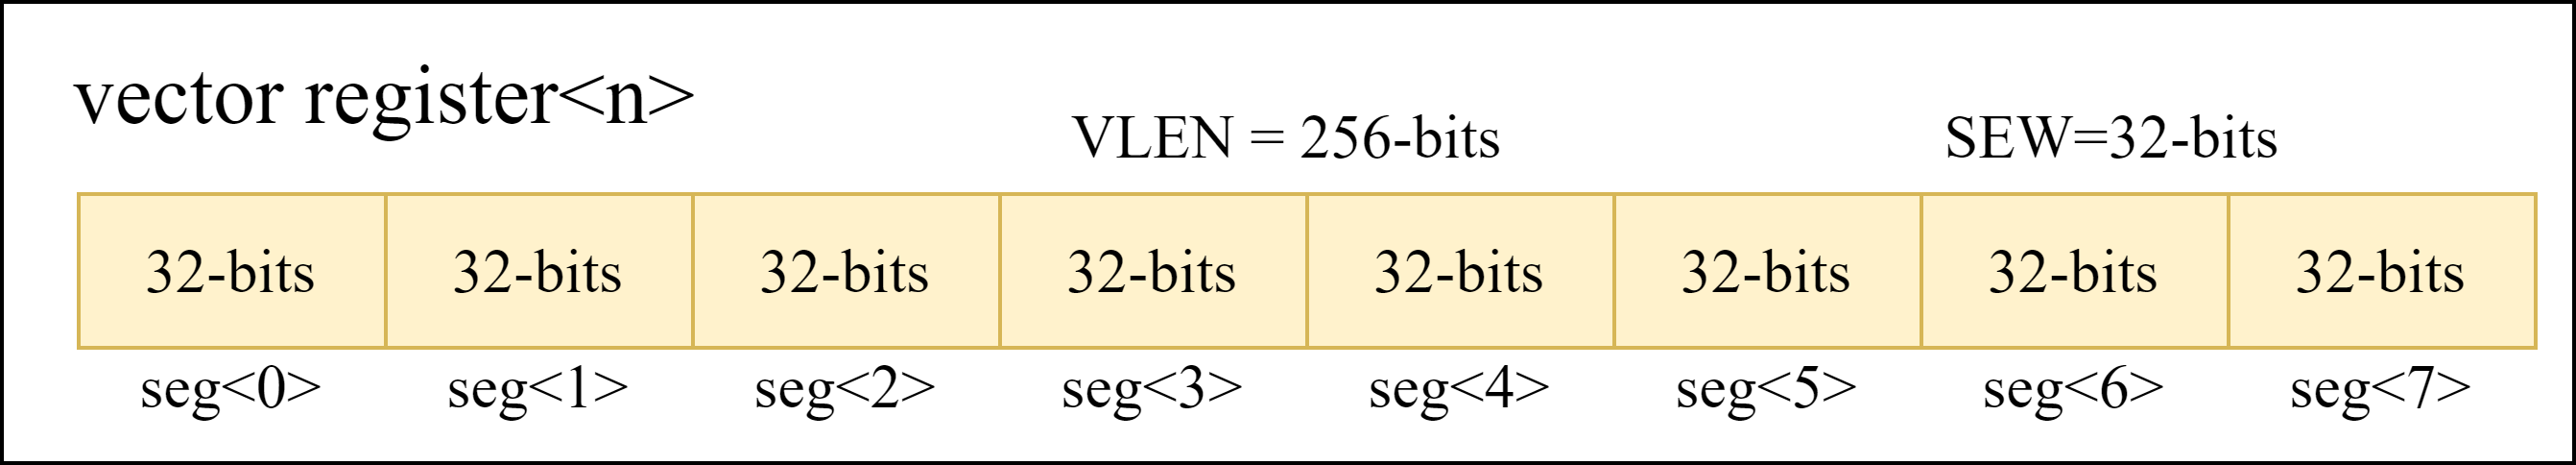 vector register<n>
VLEN = 256-bits SEW=32-bits
32-bits 32-bits 32-bits 32-bits 32-bits 32-bits 32-bits 32-bits
seg<0> seg<1> seg<2> seg<3> seg<4> seg<5> seg<6> seg<7>